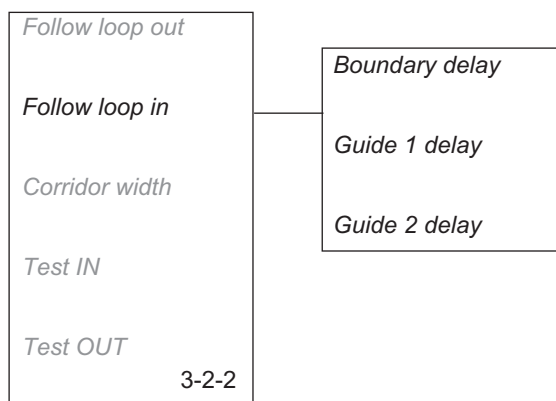 Follow loop out
Follow loop in
Corridor width
Test IN
Test OUT
3-2-2
Boundary delay
Guide 1 delay
Guide 2 delay